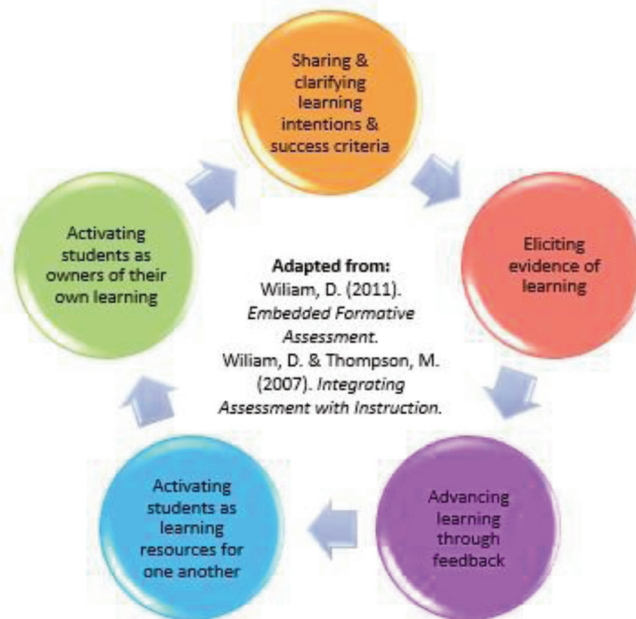 Sharing &
clarifying
learning
intentions &
success criteria
Eliciting
evidence of
learning
Advancing
learning
through
feedback
Activating
students as
learning
resources for
one another
Activating
students as
owners of their
own learning
Adapted from:
Wiliam, D. (2011).
Embedded Formative
Assessment.
Wiliam, D. & Thompson, M.
(2007). Integrating
Assessment with Instruction.